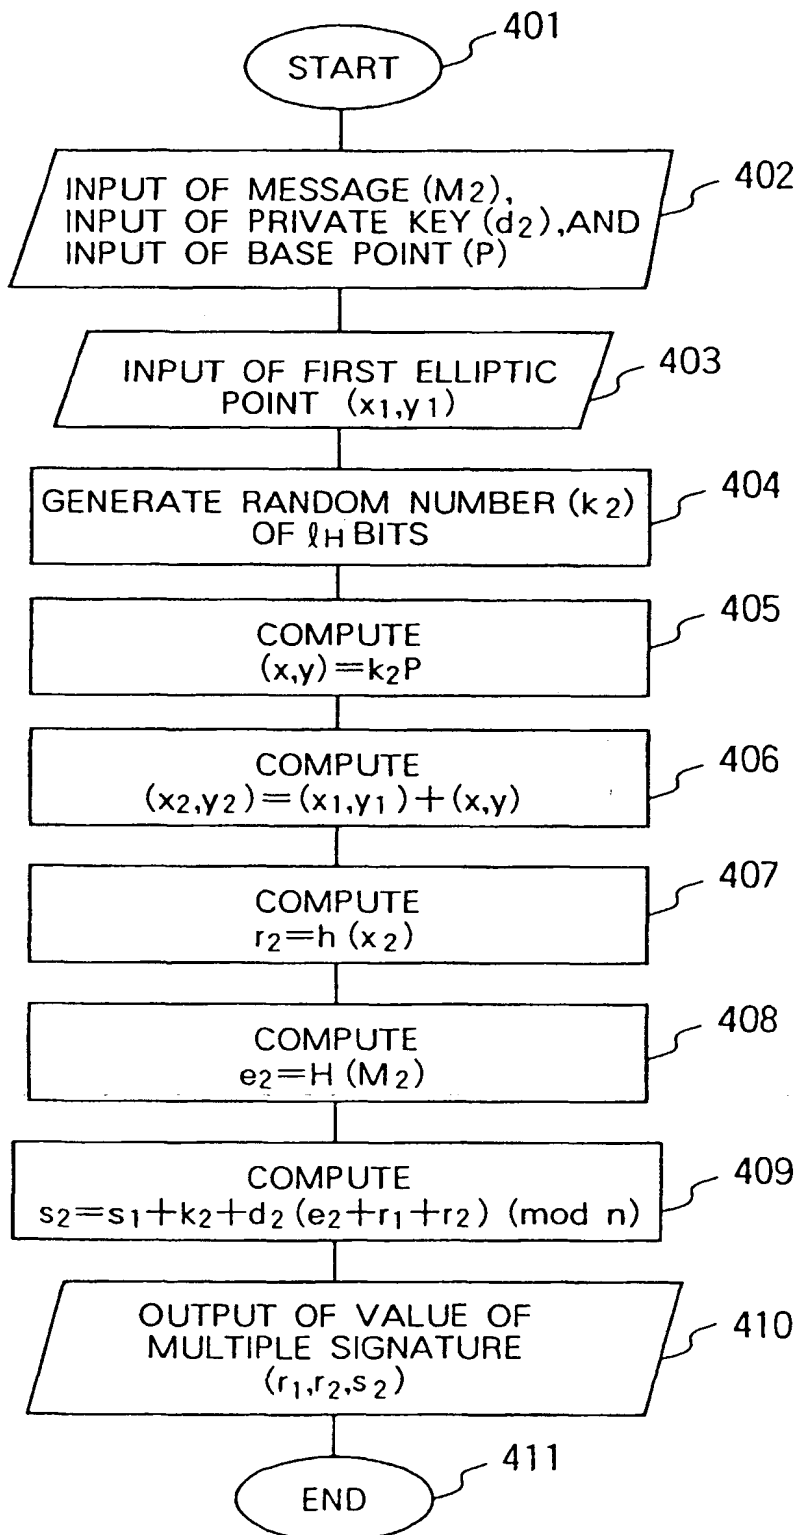 401
START
402
INPUT OF MESSAGE (M2),
INPUT OF PRIVATE KEY (d2), AND
INPUT OF BASE POINT (P)
403
INPUT OF FIRST ELLIPTIC
POINT (x1,y1)
404
GENERATE RANDOM NUMBER (k2)
OF ℓH BITS
405
COMPUTE
(x,y)=k2P
406
COMPUTE
(x2,y2)=(x1,y1)+(x,y)
407
COMPUTE
r2=h(x2)
408
COMPUTE
e2=H(M2)
409
COMPUTE
s2=s1+k2+d2(e2+r1+r2) (mod n)
410
OUTPUT OF VALUE OF
MULTIPLE SIGNATURE
(r1,r2,s2)
411
END